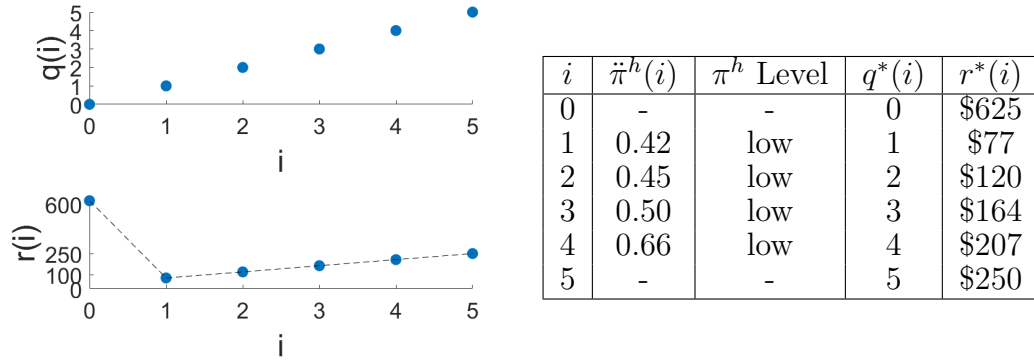 q(i)
5
4
3
2
1
0
0 1 2 3 4 5
i
r(i)
600
250
100
0
0 1 2 3 4 5
i
i π̈ʰ(i) πʰ Level q*(i) r*(i)
0 - - 0 $625
1 0.42 low 1 $77
2 0.45 low 2 $120
3 0.50 low 3 $164
4 0.66 low 4 $207
5 - - 5 $250